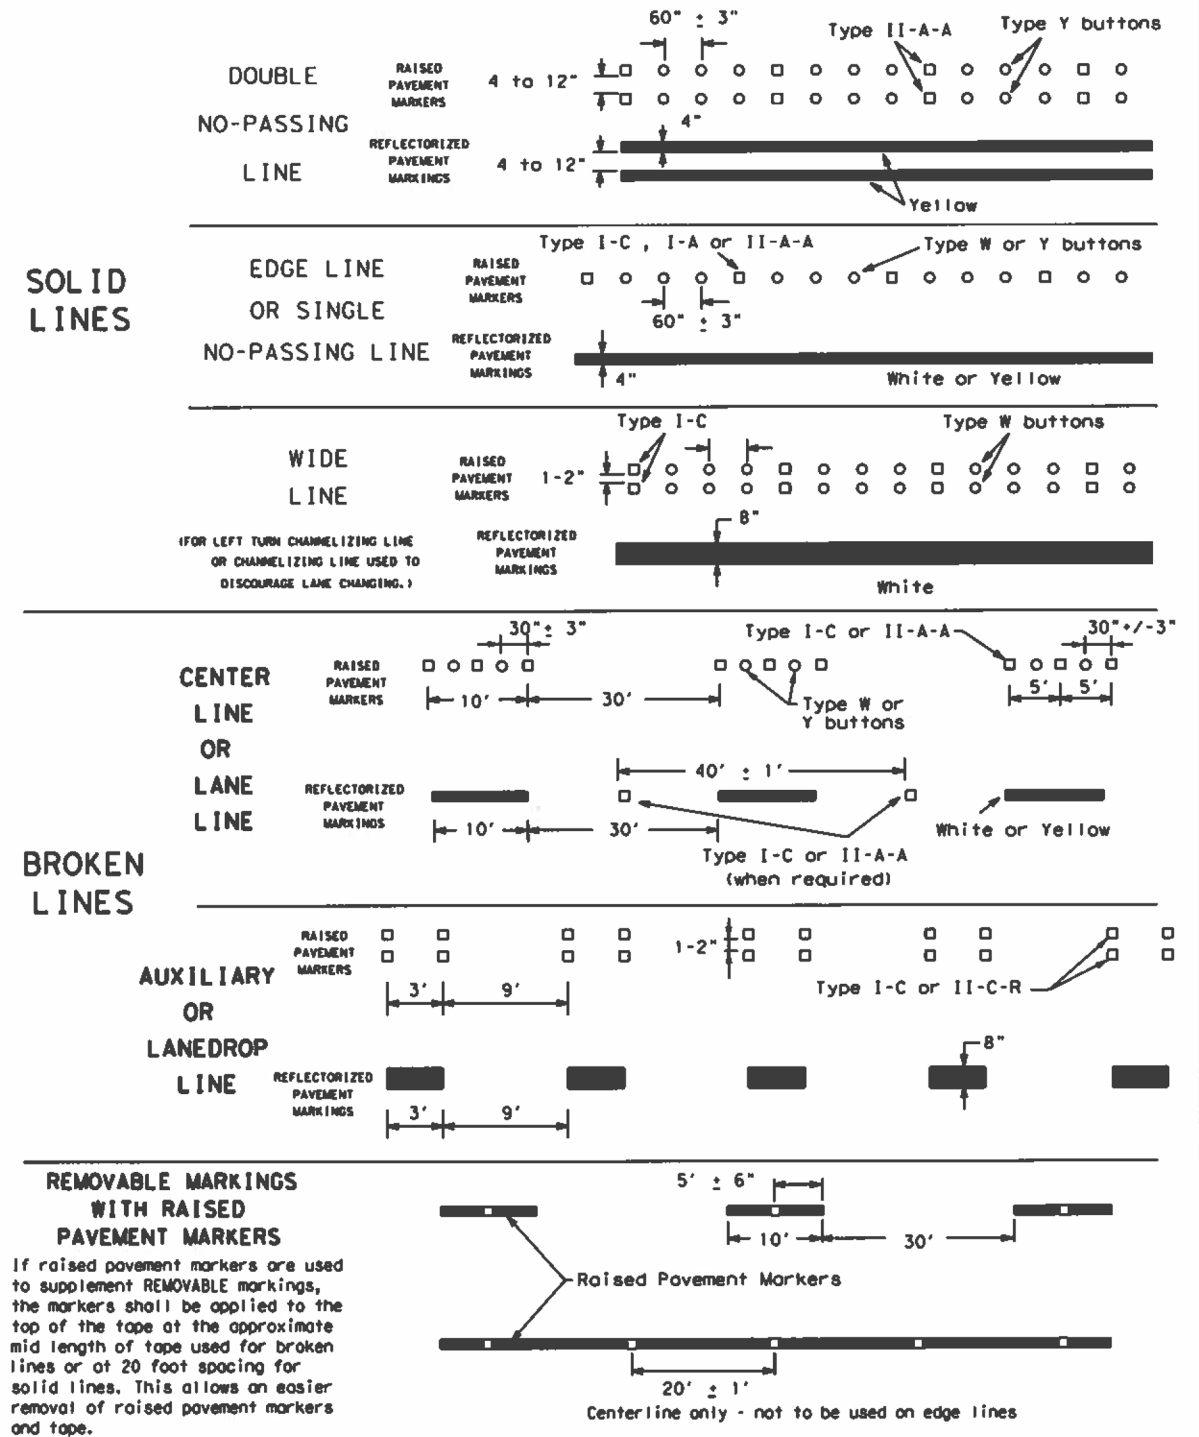 SOLID
LINES
DOUBLE
NO-PASSING
LINE
RAISED
PAVEMENT
MARKERS
4 to 12"
60" ± 3"
Type II-A-A
Type Y buttons
REFLECTORIZED
PAVEMENT
MARKINGS
4 to 12"
4"
Yellow
EDGE LINE
OR SINGLE
NO-PASSING LINE
RAISED
PAVEMENT
MARKERS
Type I-C , I-A or II-A-A
Type W or Y buttons
60" ± 3"
REFLECTORIZED
PAVEMENT
MARKINGS
4"
White or Yellow
WIDE
LINE
(FOR LEFT TURN CHANNELIZING LINE
OR CHANNELIZING LINE USED TO
DISCOURAGE LANE CHANGING.)
RAISED
PAVEMENT
MARKERS
1-2"
Type I-C
Type W buttons
REFLECTORIZED
PAVEMENT
MARKINGS
8"
White
BROKEN
LINES
CENTER
LINE
OR
LANE
LINE
RAISED
PAVEMENT
MARKERS
30"± 3"
Type I-C or II-A-A
30"+/-3"
10'
30'
Type W or
Y buttons
5'
5'
REFLECTORIZED
PAVEMENT
MARKINGS
40' ± 1'
10'
30'
White or Yellow
Type I-C or II-A-A
(when required)
AUXILIARY
OR
LANEDROP
LINE
RAISED
PAVEMENT
MARKERS
1-2"
3'
9'
Type I-C or II-C-R
REFLECTORIZED
PAVEMENT
MARKINGS
8"
3'
9'
REMOVABLE MARKINGS
WITH RAISED
PAVEMENT MARKERS
If raised pavement markers are used
to supplement REMOVABLE markings,
the markers shall be applied to the
top of the tape at the approximate
mid length of tape used for broken
lines or at 20 foot spacing for
solid lines. This allows an easier
removal of raised pavement markers
and tape.
5' ± 6"
10'
30'
Raised Pavement Markers
20' ± 1'
Centerline only - not to be used on edge lines